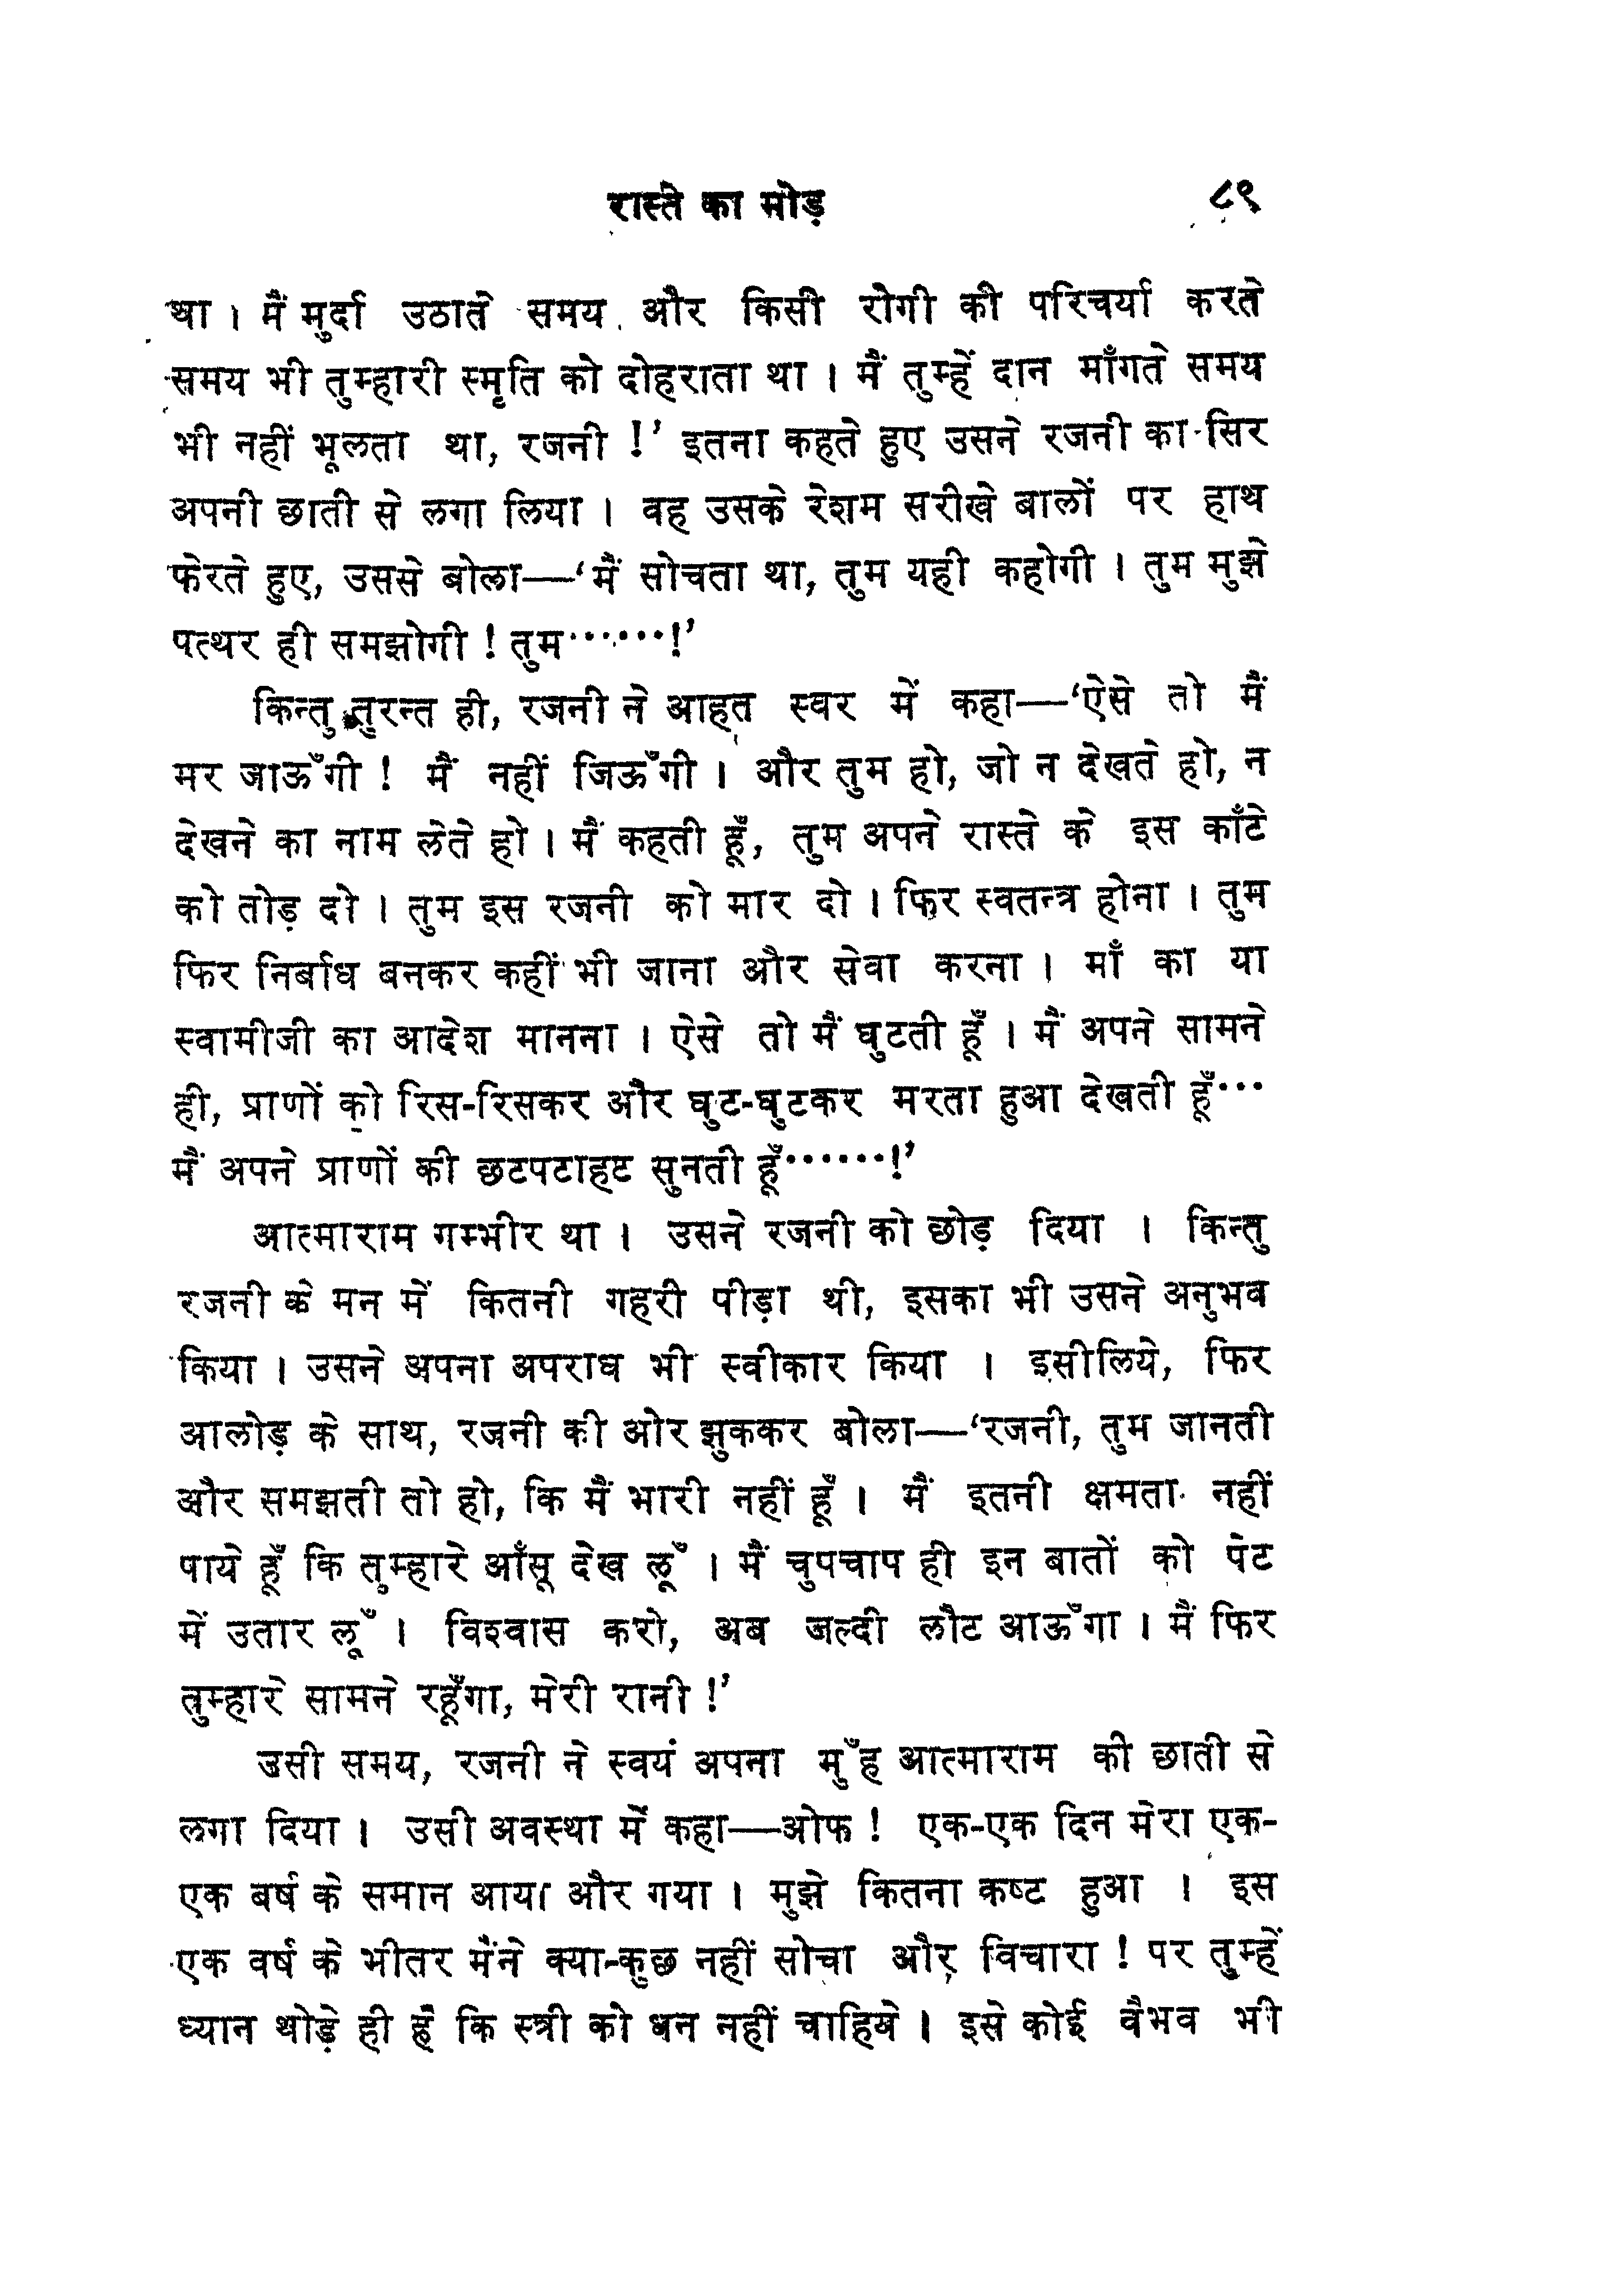 रास्ते का मोड़ ८९
था । मैं मुर्दा उठाते समय और किसी रोगी की परिचर्या करते
समय भी तुम्हारी स्मृति को दोहराता था । मैं तुम्हें दान माँगते समय
भी नहीं भूलता था, रजनी !’ इतना कहते हुए उसने रजनी का सिर
अपनी छाती से लगा लिया । वह उसके रेशम सरीखे बालों पर हाथ
फेरते हुए, उससे बोला—‘मैं सोचता था, तुम यही कहोगी । तुम मुझे
पत्थर ही समझोगी ! तुम······!’
किन्तु तुरन्त ही, रजनी ने आहत स्वर में कहा—‘ऐसे तो मैं
मर जाऊँगी ! मैं नहीं जिऊँगी । और तुम हो, जो न देखते हो, न
देखने का नाम लेते हो । मैं कहती हूँ, तुम अपने रास्ते के इस काँटे
को तोड़ दो । तुम इस रजनी को मार दो । फिर स्वतन्त्र होना । तुम
फिर निर्बाध बनकर कहीं भी जाना और सेवा करना । माँ का या
स्वामीजी का आदेश मानना । ऐसे तो मैं घुटती हूँ । मैं अपने सामने
ही, प्राणों को रिस-रिसकर और घुट-घुटकर मरता हुआ देखती हूँ···
मैं अपने प्राणों की छटपटाहट सुनती हूँ······!’
आत्माराम गम्भीर था । उसने रजनी को छोड़ दिया । किन्तु
रजनी के मन में कितनी गहरी पीड़ा थी, इसका भी उसने अनुभव
किया । उसने अपना अपराध भी स्वीकार किया । इसीलिये, फिर
आलोड़ के साथ, रजनी की ओर झुककर बोला—‘रजनी, तुम जानती
और समझती तो हो, कि मैं भारी नहीं हूँ । मैं इतनी क्षमता नहीं
पाये हूँ कि तुम्हारे आँसू देख लूँ । मैं चुपचाप ही इन बातों को पेट
में उतार लूँ । विश्वास करो, अब जल्दी लौट आऊँगा । मैं फिर
तुम्हारे सामने रहूँगा, मेरी रानी !’
उसी समय, रजनी ने स्वयं अपना मुँह आत्माराम की छाती से
लगा दिया । उसी अवस्था में कहा—ओफ ! एक-एक दिन मेरा एक-
एक बर्ष के समान आया और गया । मुझे कितना कष्ट हुआ । इस
एक वर्ष के भीतर मैंने क्या-कुछ नहीं सोचा और विचारा ! पर तुम्हें
ध्यान थोड़े ही है कि स्त्री को धन नहीं चाहिये । इसे कोई वैभव भी